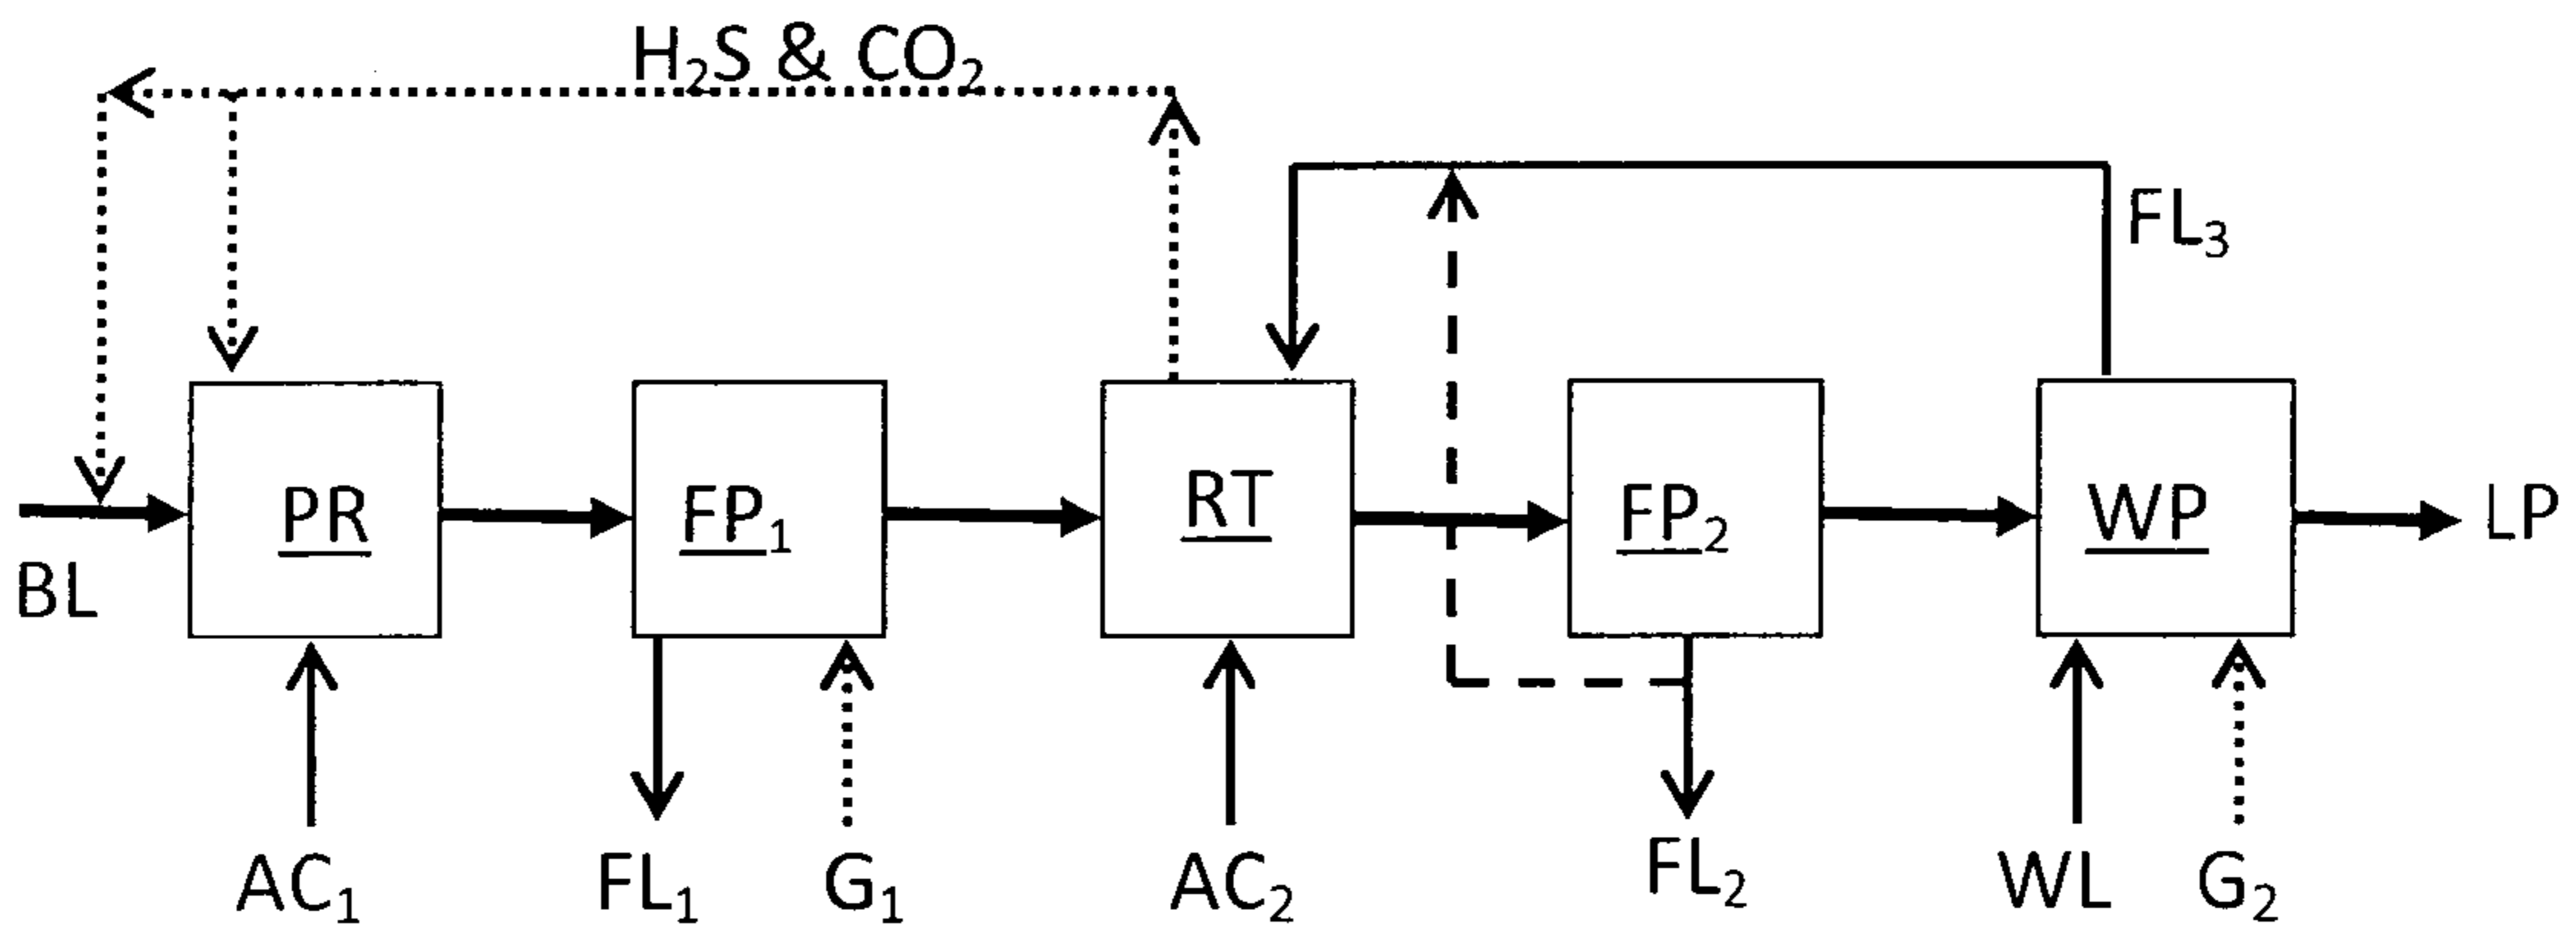 H₂S & CO₂
FL₃
PR
FP₁
RT
FP₂
WP
LP
BL
AC₁
FL₁
G₁
AC₂
FL₂
WL
G₂